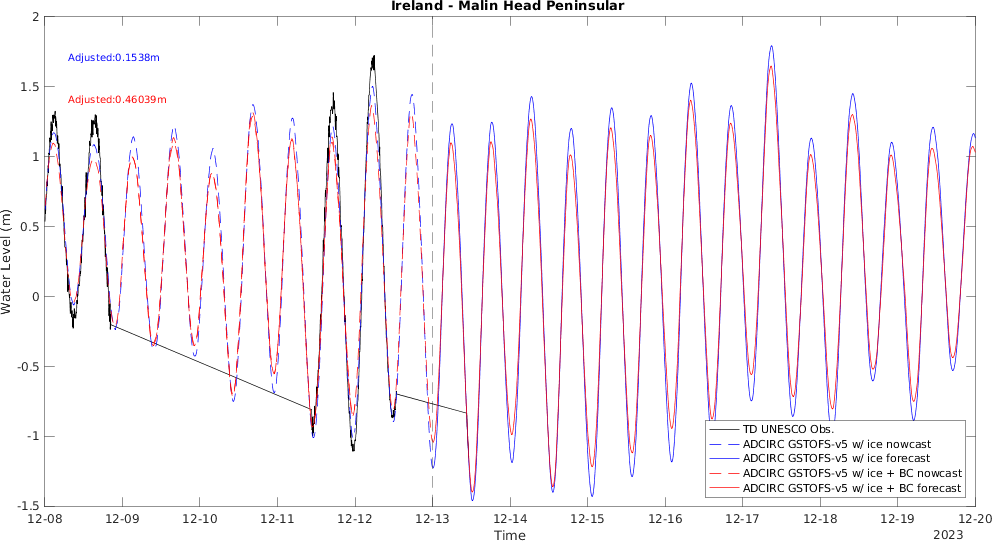 Ireland - Malin Head Peninsular
Adjusted:0.1538m
Adjusted:0.46039m
Water Level (m)
2
1.5
1
0.5
0
-0.5
-1
-1.5
12-08 12-09 12-10 12-11 12-12 12-13 12-14 12-15 12-16 12-17 12-18 12-19 12-20
Time
2023
TD UNESCO Obs.
ADCIRC GSTOFS-v5 w/ ice nowcast
ADCIRC GSTOFS-v5 w/ ice forecast
ADCIRC GSTOFS-v5 w/ ice + BC nowcast
ADCIRC GSTOFS-v5 w/ ice + BC forecast